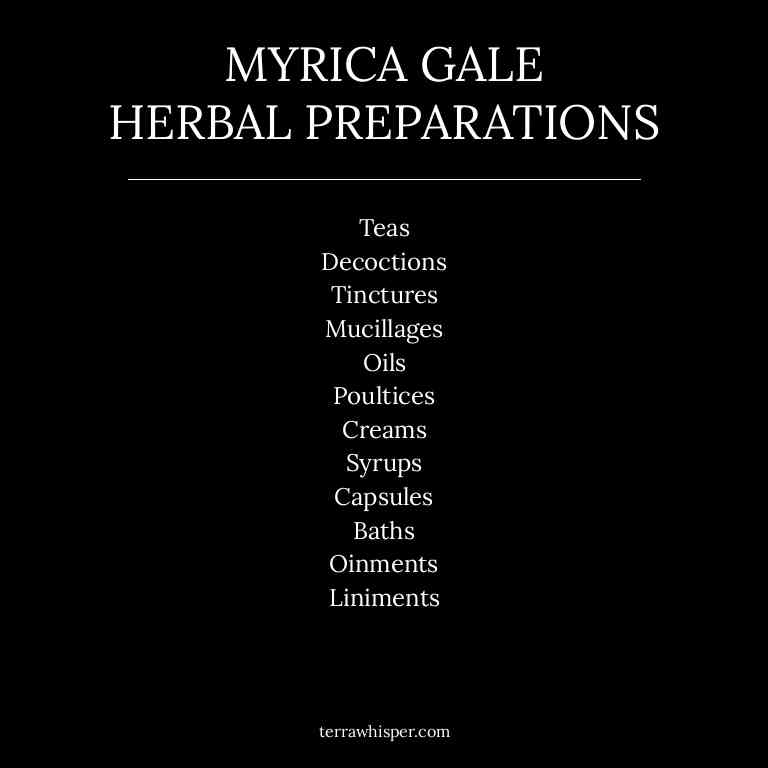 MYRICA GALE
HERBAL PREPARATIONS
Teas
Decoctions
Tinctures
Mucillages
Oils
Poultices
Creams
Syrups
Capsules
Baths
Oinments
Liniments
terrawhisper.com